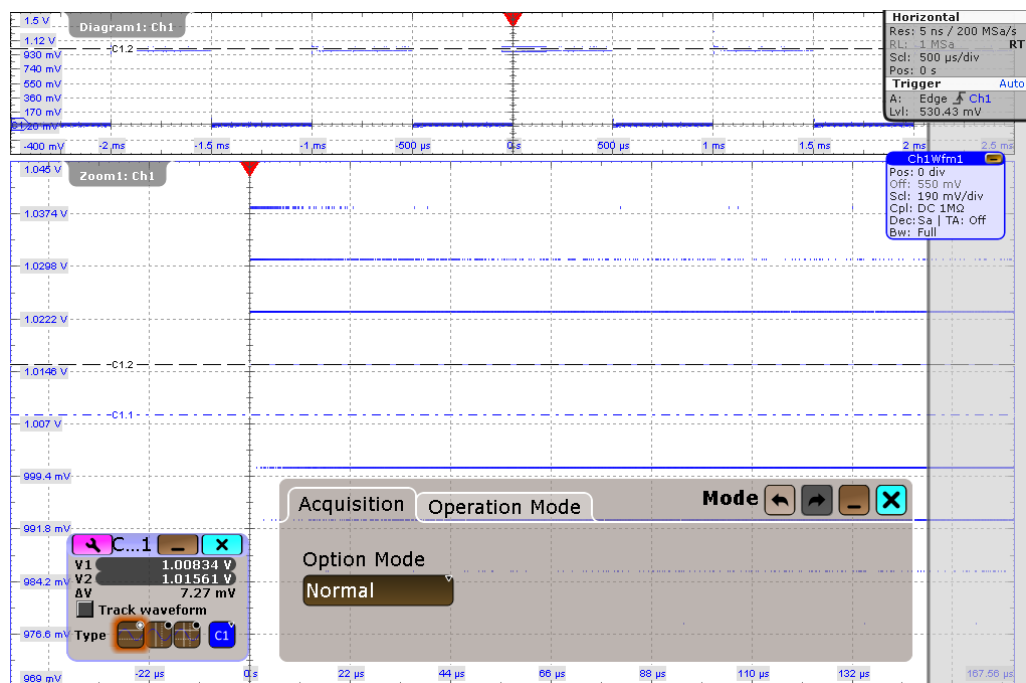 1.5 V
Diagram1: Ch1
1.12 V
C1.2
930 mV
740 mV
550 mV
360 mV
170 mV
C1
-20 mV
-400 mV
-2 ms
-1.5 ms
-1 ms
-500 µs
0 s
500 µs
1 ms
1.5 ms
2 ms
2.5 ms
Horizontal
Res: 5 ns / 200 MSa/s
RL: 1 MSa RT
Scl: 500 µs/div
Pos: 0 s
Trigger Auto
A: Edge Ch1
Lvl: 530.43 mV
Ch1Wfm1
Pos: 0 div
Off: 550 mV
Scl: 190 mV/div
Cpl: DC 1MΩ
Dec: Sa | TA: Off
Bw: Full
1.045 V
Zoom1: Ch1
1.0374 V
1.0298 V
1.0222 V
C1.2
1.0146 V
C1.1
1.007 V
999.4 mV
991.8 mV
984.2 mV
976.6 mV
969 mV
-22 µs
0 s
22 µs
44 µs
66 µs
88 µs
110 µs
132 µs
167.56 µs
Acquisition
Operation Mode
Mode
Option Mode
Normal
C...1
V1 1.00834 V
V2 1.01561 V
ΔV 7.27 mV
Track waveform
Type
C1